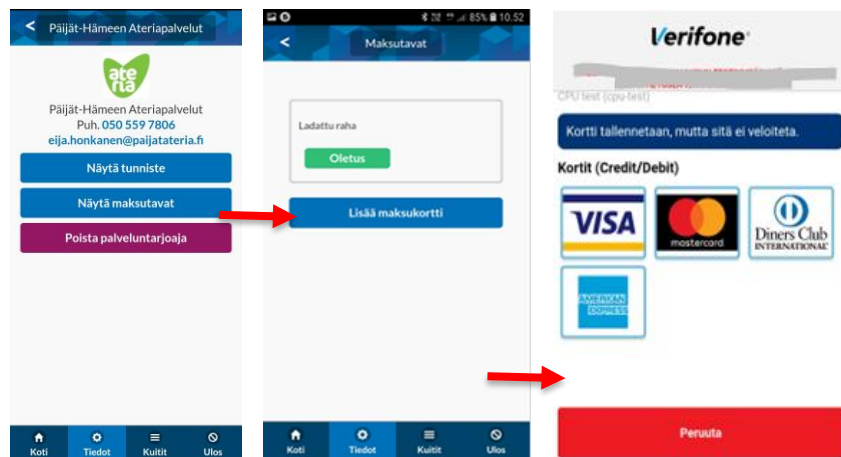 Päijät-Hämeen Ateriapalvelut
ate
ria
Päijät-Hämeen Ateriapalvelut
Puh. 050 559 7806
eija.honkanen@paijatateria.fi
Näytä tunniste
Näytä maksutavat
Poista palveluntarjoaja
Koti Tiedot Kuitit Ulos
85% 10.52
Maksutavat
Ladattu raha
Oletus
Lisää maksukortti
Koti Tiedot Kuitit Ulos
Verifone
CPU test (cpu-test)
Kortti tallennetaan, mutta sitä ei veloiteta.
Kortit (Credit/Debit)
VISA
mastercard
Diners Club
INTERNATIONAL
AMERICAN
EXPRESS
Peruuta